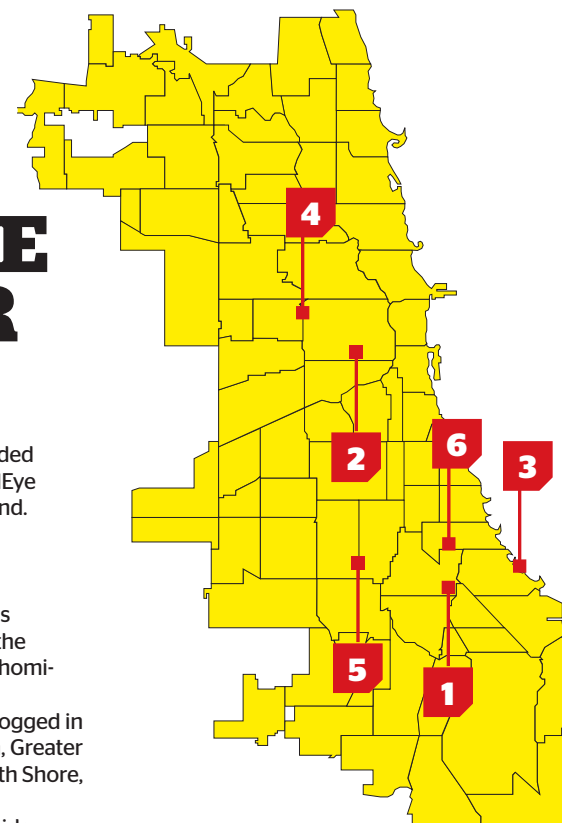 E
R
ded
Eye
nd.
s
the
homi-
ogged in
, Greater
th Shore,
4
2
6
3
5
1